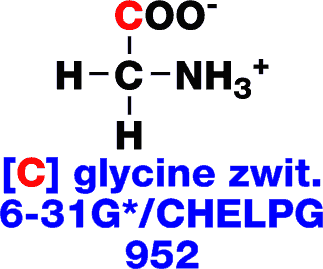 COO⁻
H–C–NH₃⁺
H
[C] glycine zwit.
6-31G*/CHELPG
952